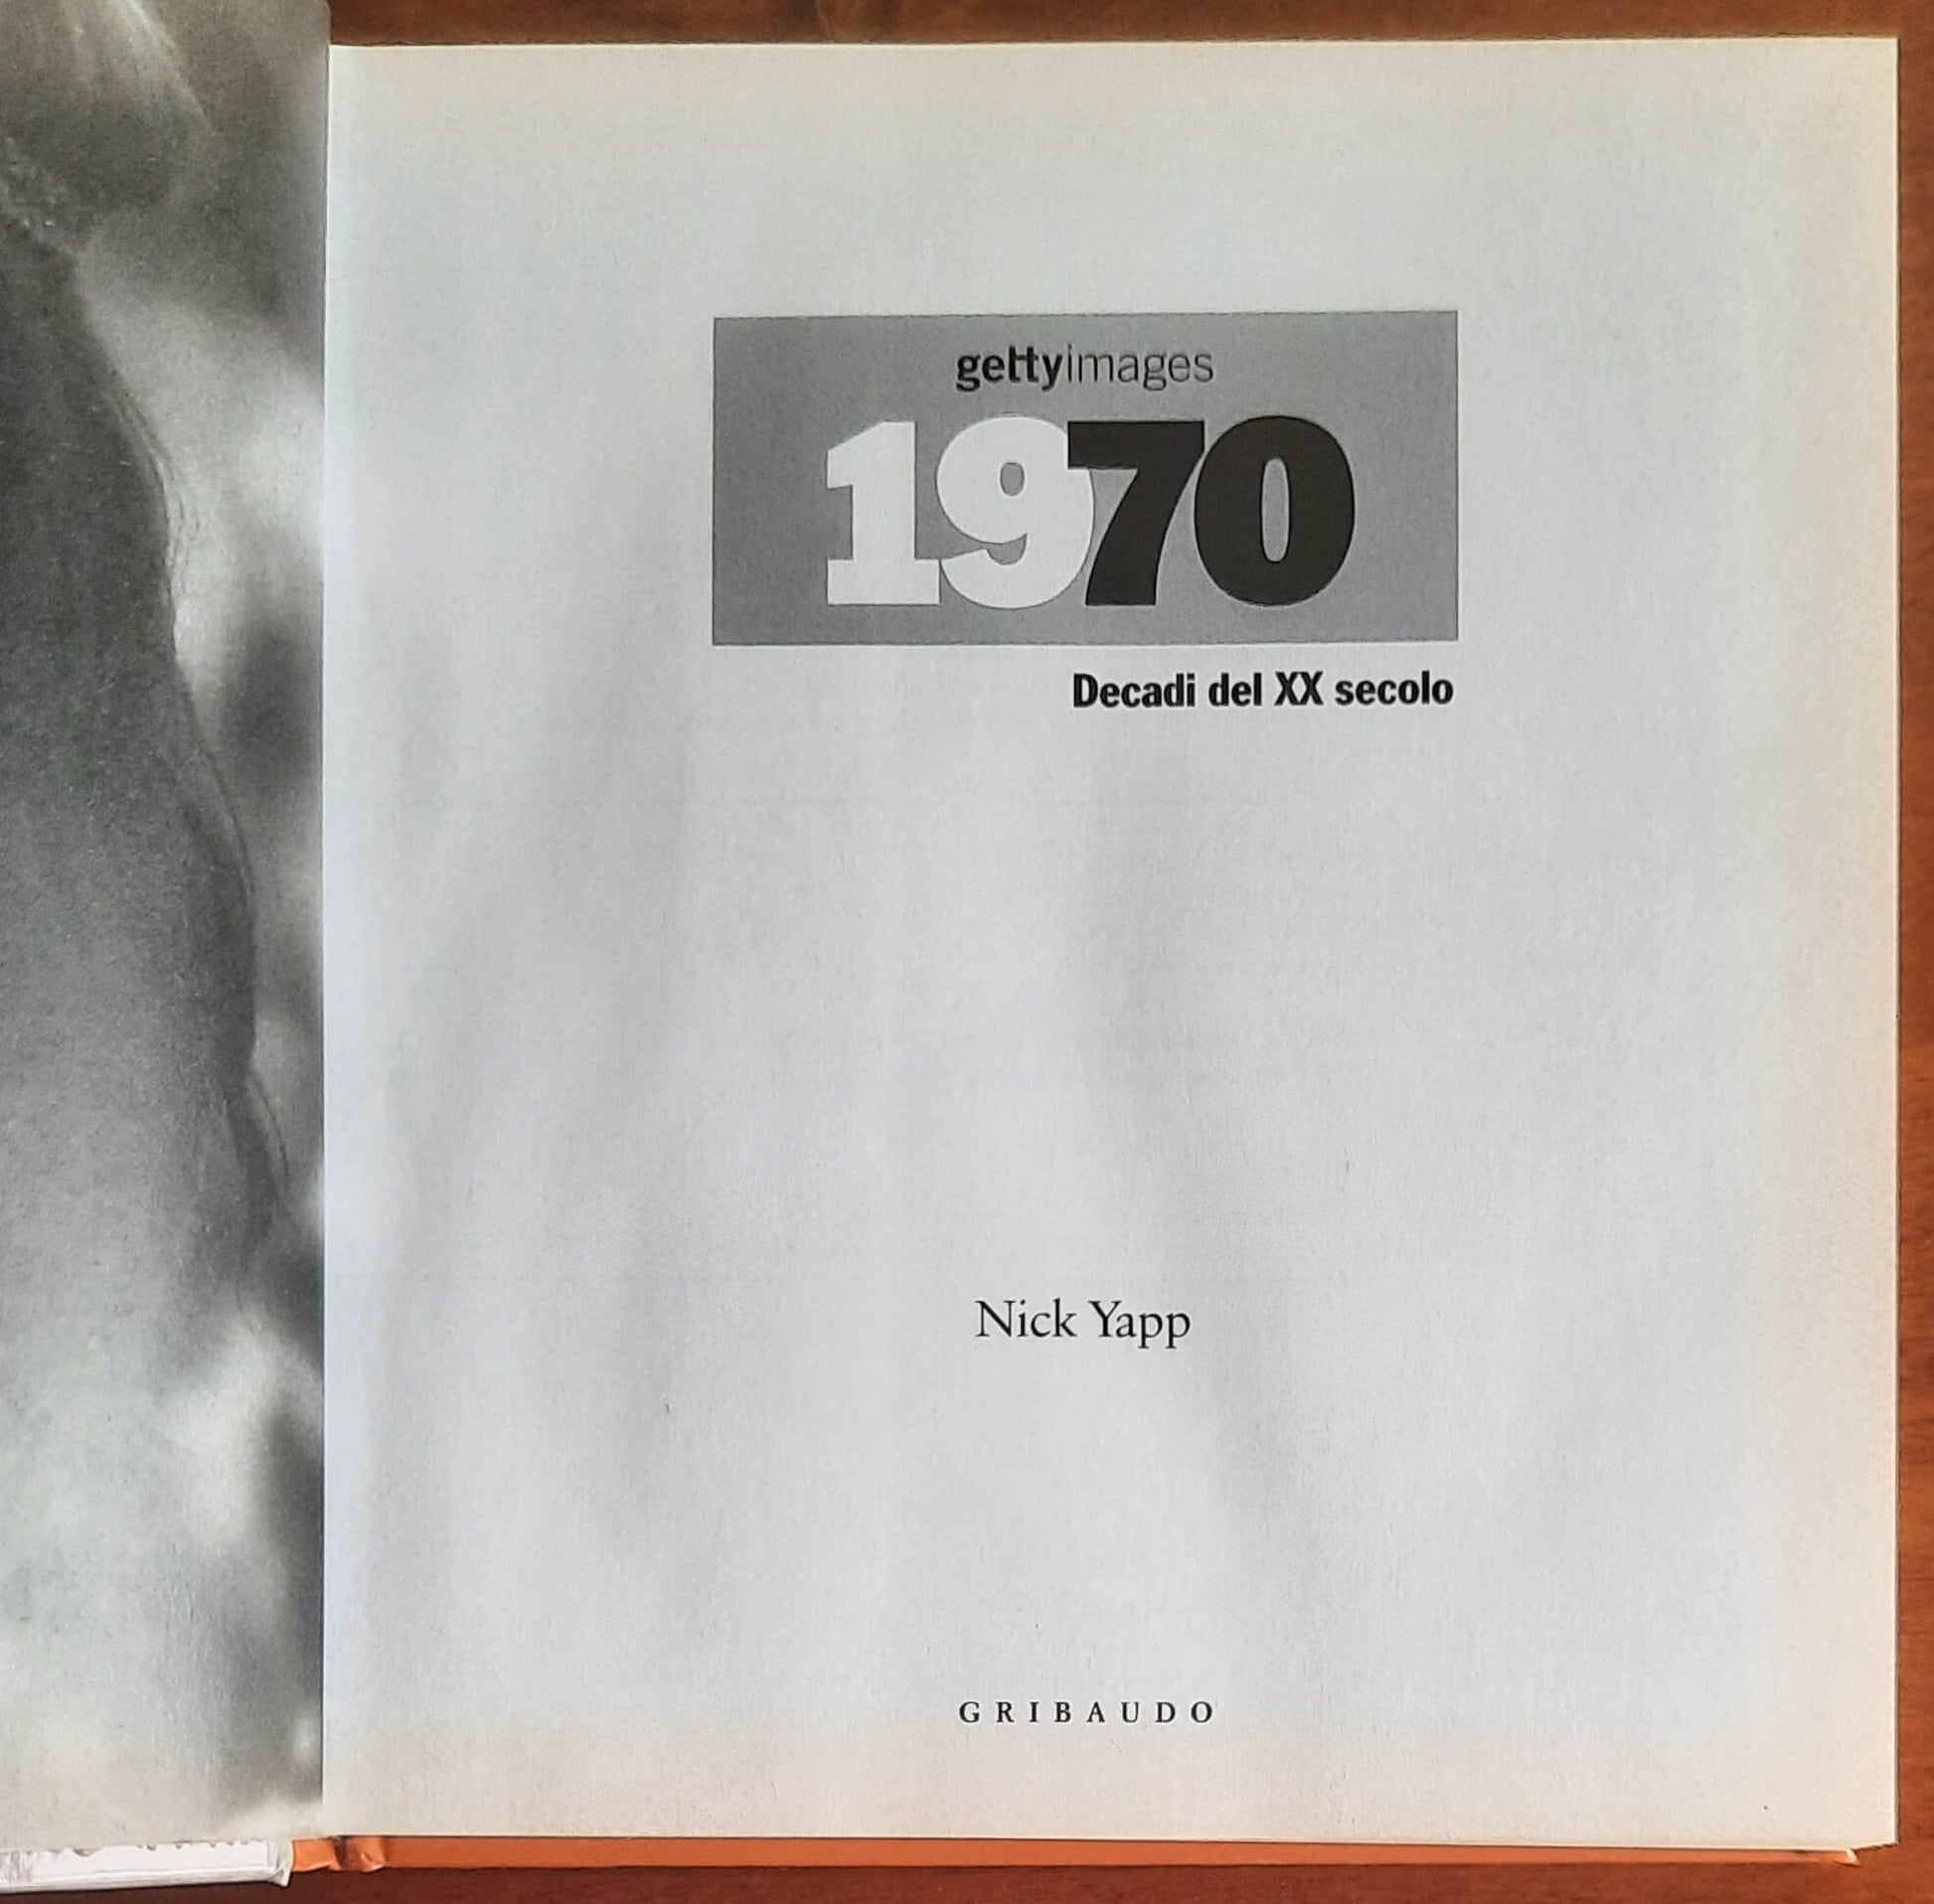 gettyimages
1970
Decadi del XX secolo
Nick Yapp
GRIBAUDO